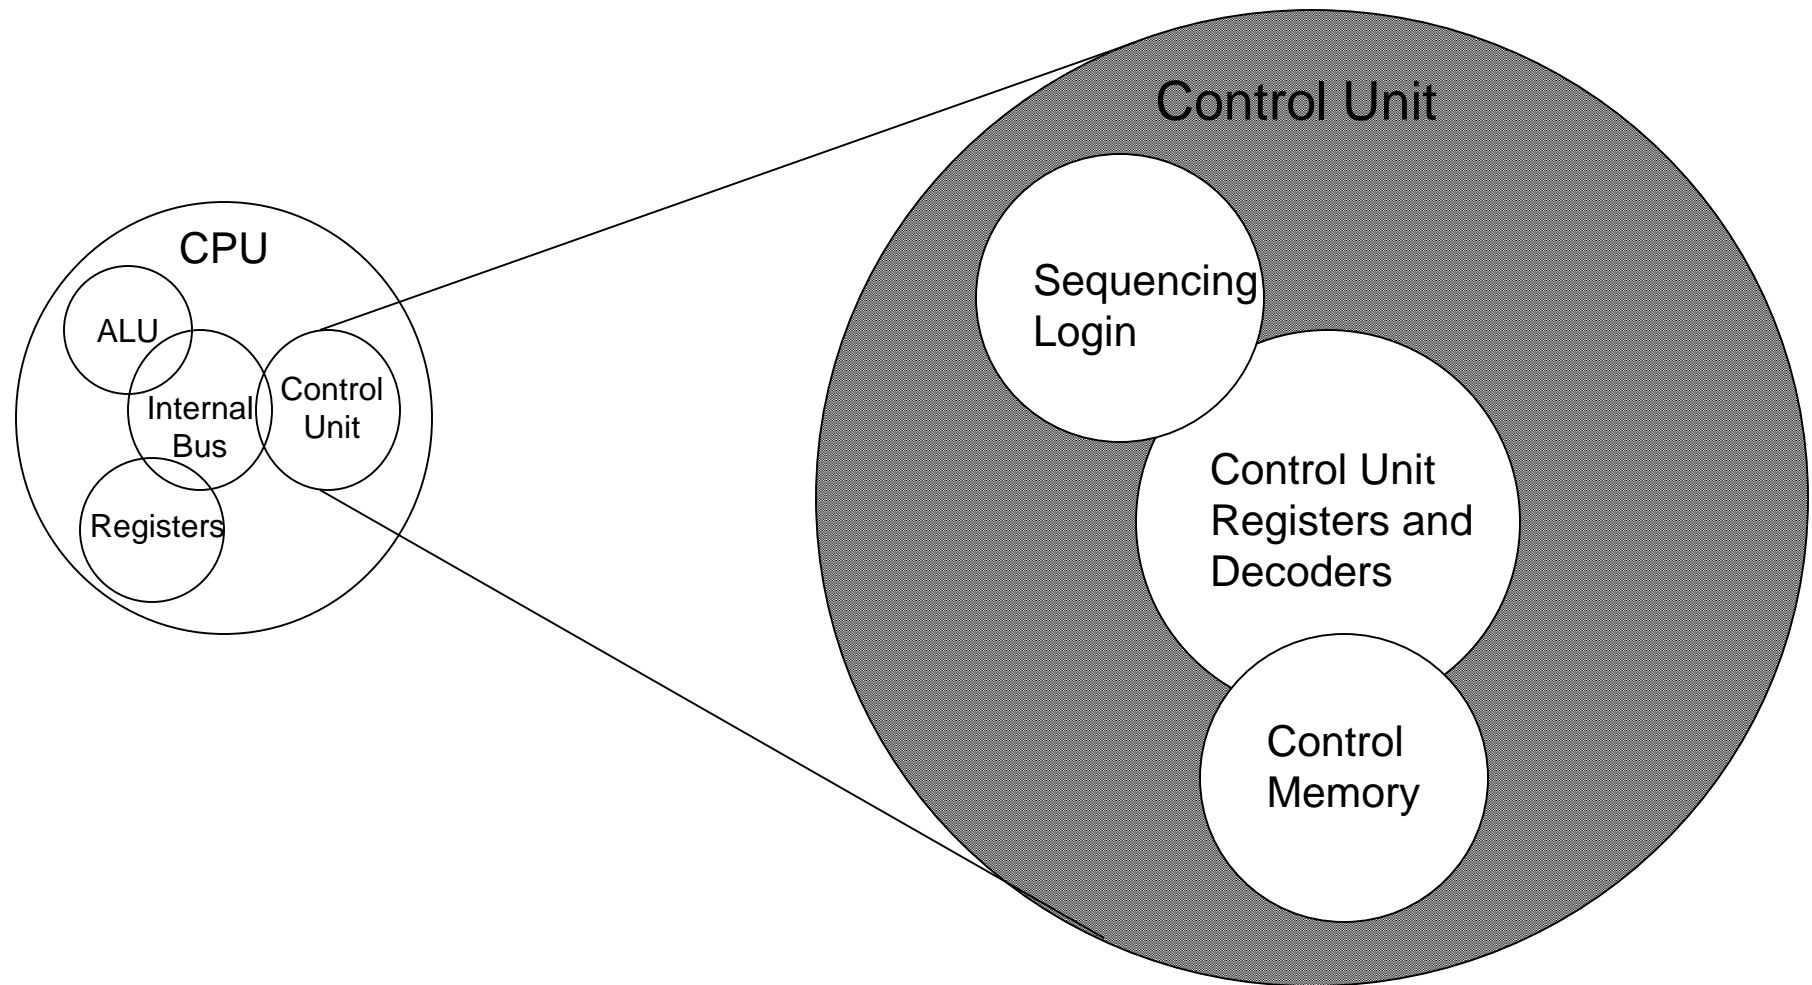 CPU
ALU
Internal
Bus
Control
Unit
Registers
Control Unit
Sequencing
Login
Control Unit
Registers and
Decoders
Control
Memory